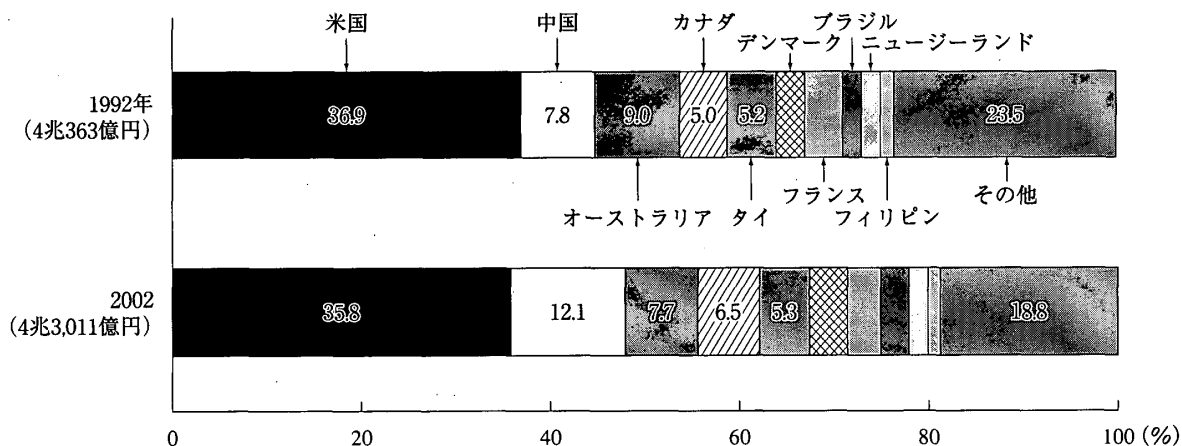 米国
中国
カナダ
デンマーク
ブラジル
ニュージーランド
1992年
(4兆363億円)
36.9
7.8
9.0
5.0
5.2
23.5
オーストラリア
タイ
フランス
フィリピン
その他
2002
(4兆3,011億円)
35.8
12.1
7.7
6.5
5.3
18.8
0
20
40
60
80
100 (%)